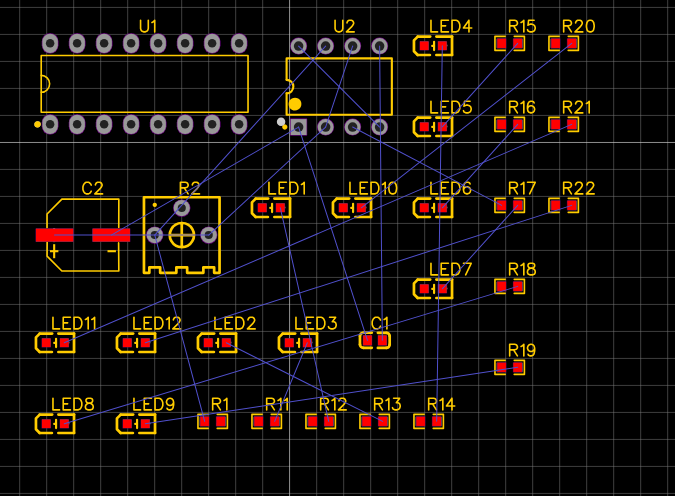 U1 U2 LED4 R15 R20
LED5 R16 R21
C2 R2 LED1 LED10 LED6 R17 R22
+ − LED7 R18
LED11 LED12 LED2 LED3 C1
R19
LED8 LED9 R1 R11 R12 R13 R14